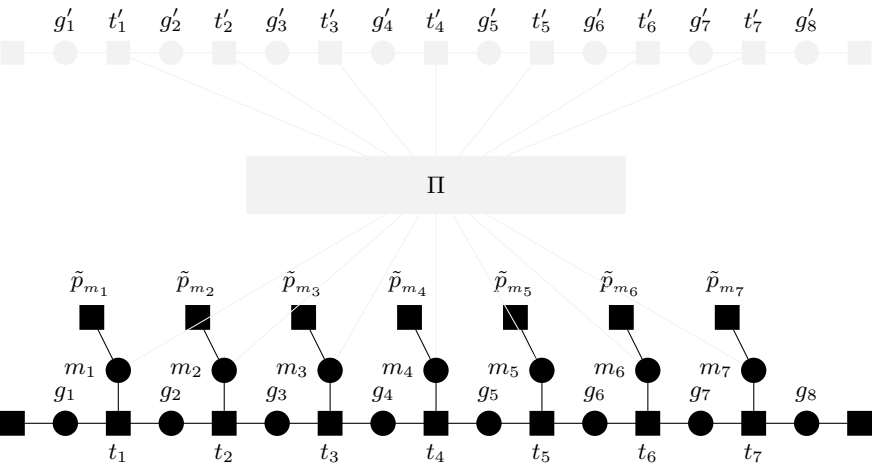 g′₁ t′₁ g′₂ t′₂ g′₃ t′₃ g′₄ t′₄ g′₅ t′₅ g′₆ t′₆ g′₇ t′₇ g′₈
Π
p̃ₘ₁ p̃ₘ₂ p̃ₘ₃ p̃ₘ₄ p̃ₘ₅ p̃ₘ₆ p̃ₘ₇
m₁ m₂ m₃ m₄ m₅ m₆ m₇
g₁ g₂ g₃ g₄ g₅ g₆ g₇ g₈
t₁ t₂ t₃ t₄ t₅ t₆ t₇